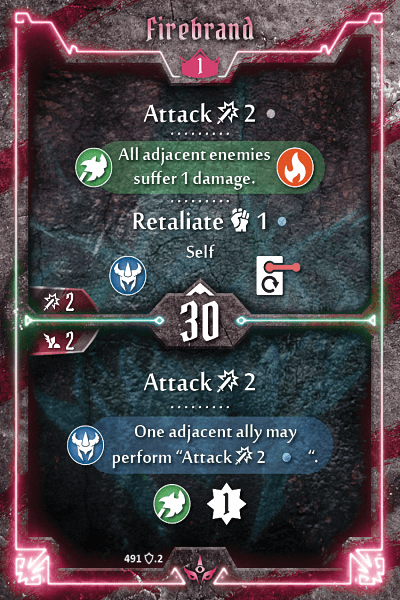 Firebrand
1
Attack 2
All adjacent enemies
suffer 1 damage.
Retaliate 1
Self
2
30
2
Attack 2
One adjacent ally may
perform “Attack 2 “.
1
491 .2